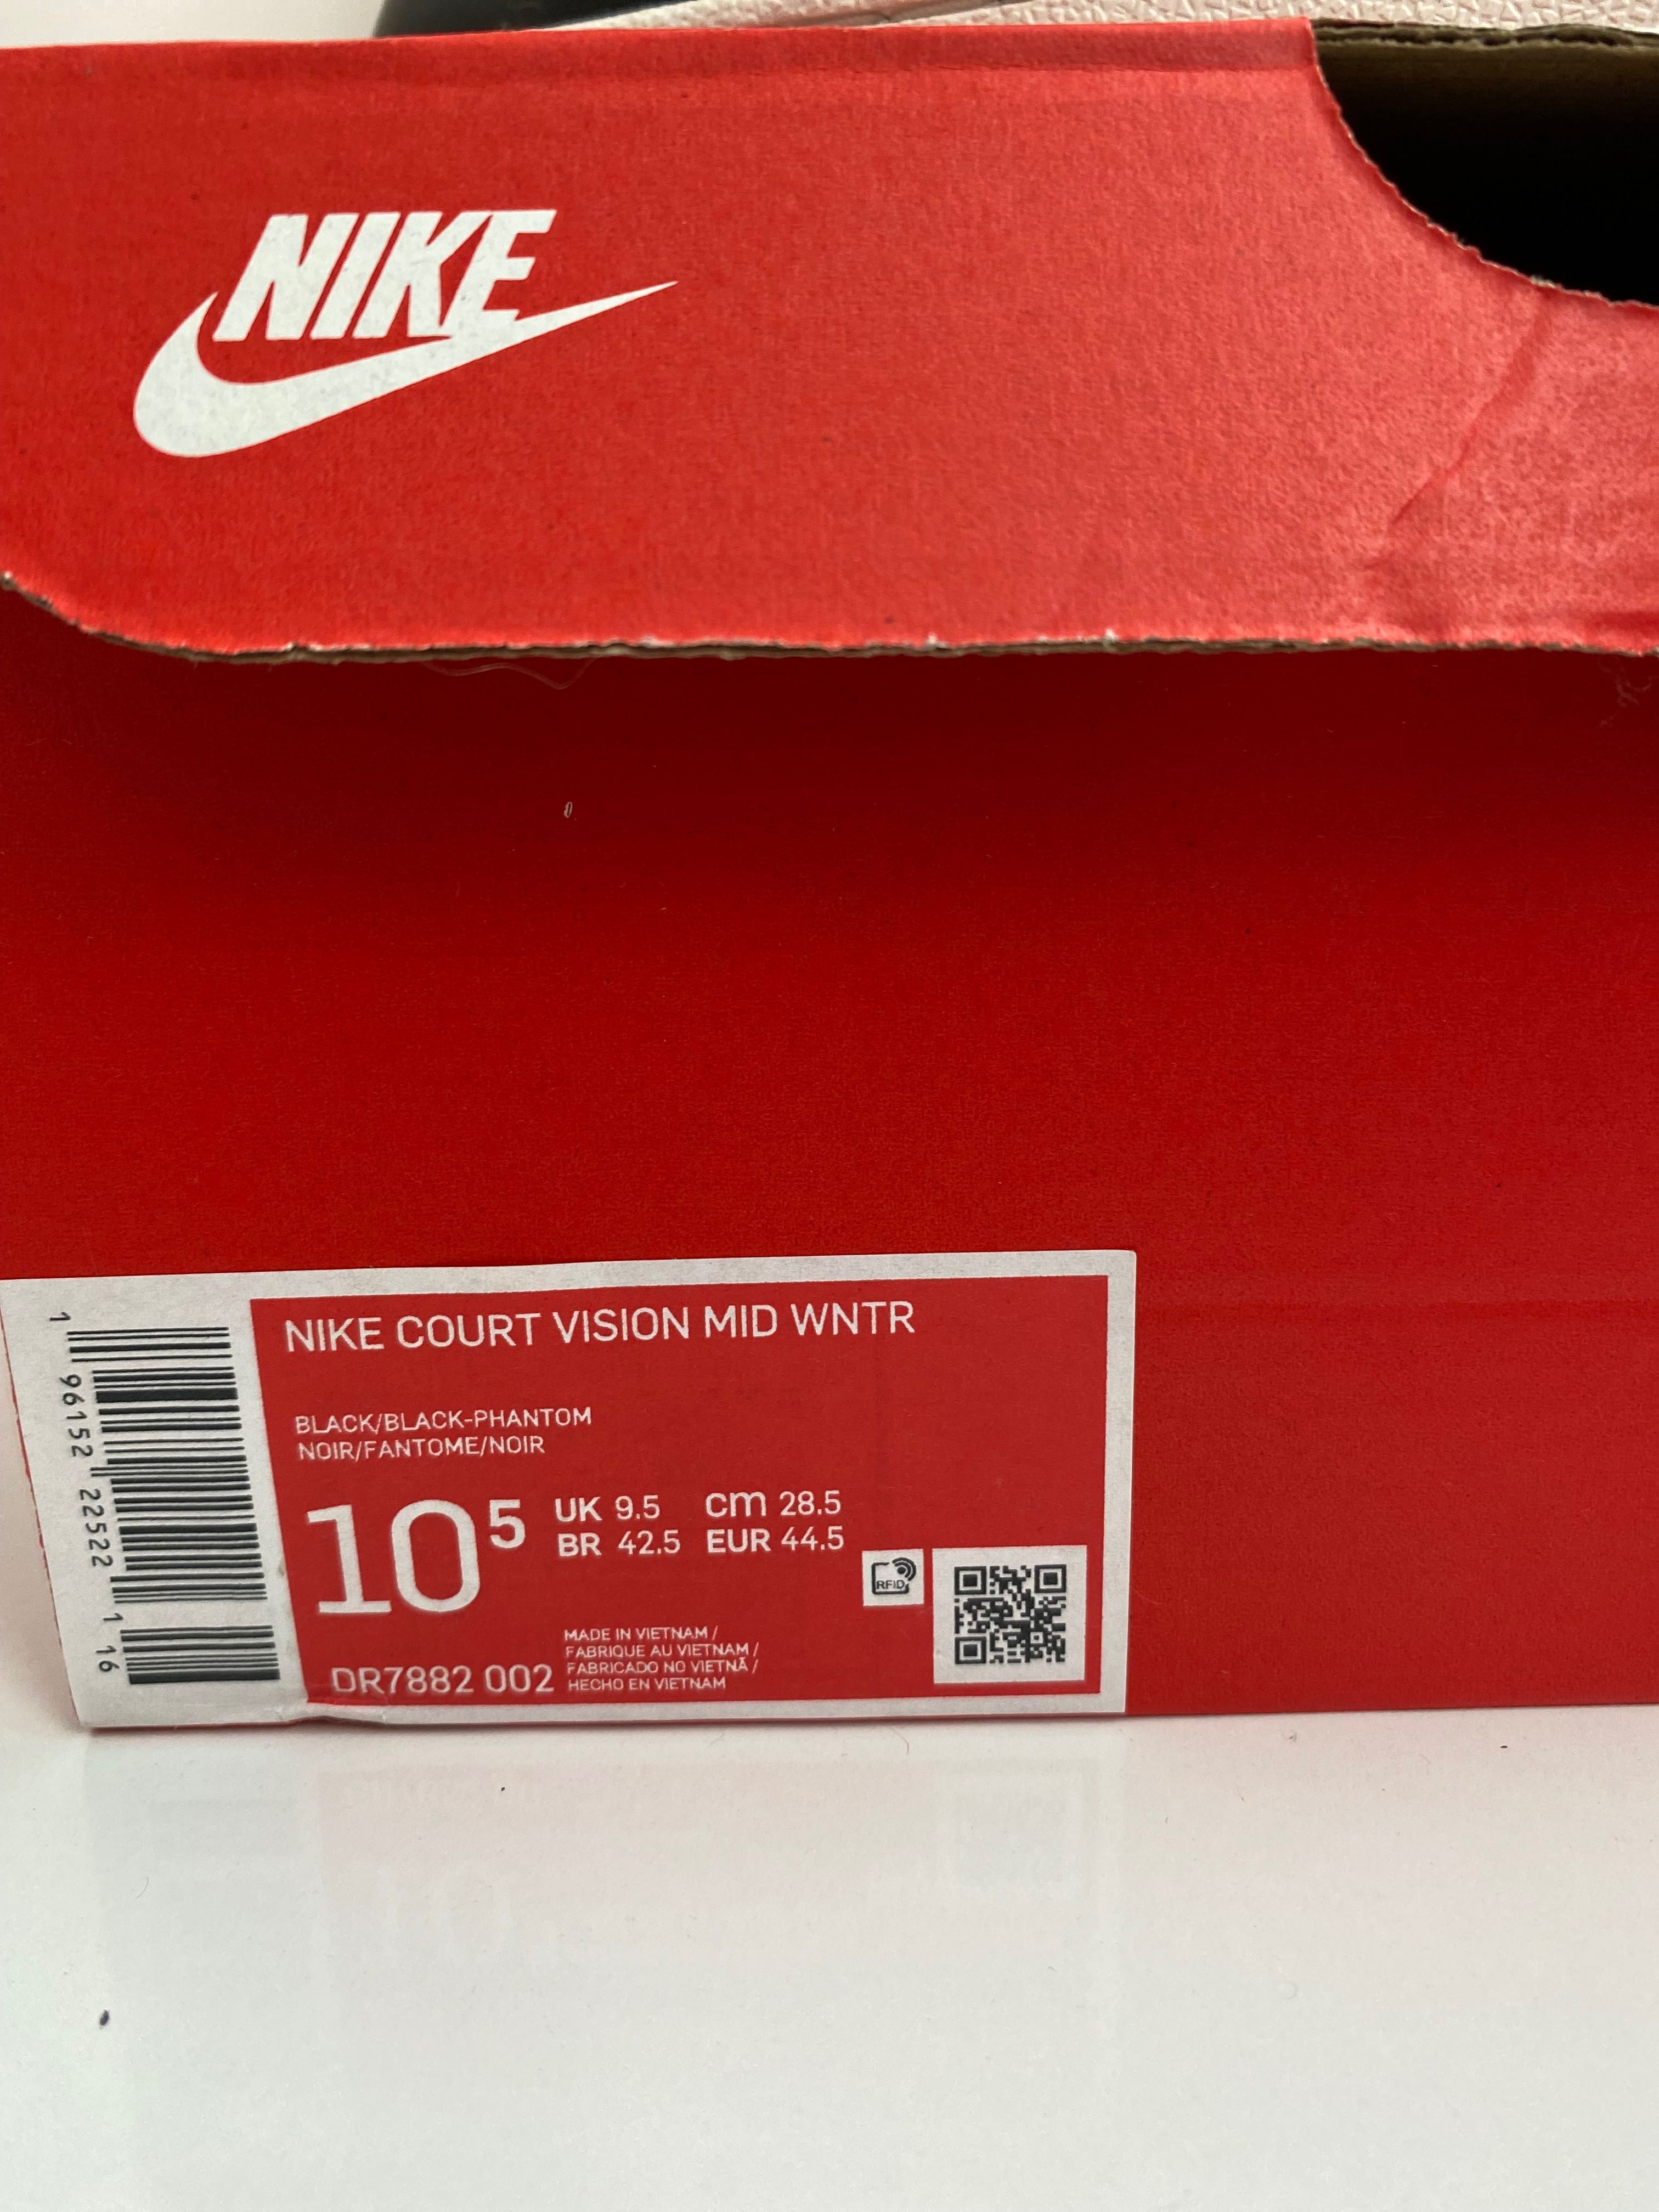 NIKE
NIKE COURT VISION MID WNTR
BLACK/BLACK-PHANTOM
NOIR/FANTOME/NOIR
10 5
UK 9.5 cm 28.5
BR 42.5 EUR 44.5
RFID
MADE IN VIETNAM /
FABRIQUE AU VIETNAM /
FABRICADO NO VIETNÃ /
HECHO EN VIETNAM
DR7882 002
1 96152 22522 1 16